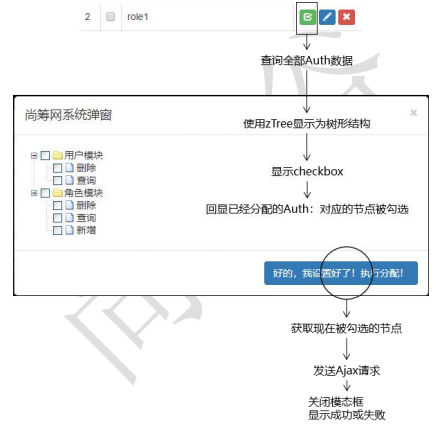 2 role1
查询全部Auth数据
尚筹网系统弹窗 ×
使用zTree显示为树形结构
用户模块
删除
查询
角色模块
删除
查询
新增
显示checkbox
回显已经分配的Auth：对应的节点被勾选
好的，我设置好了！执行分配！
获取现在被勾选的节点
发送Ajax请求
关闭模态框
显示成功或失败